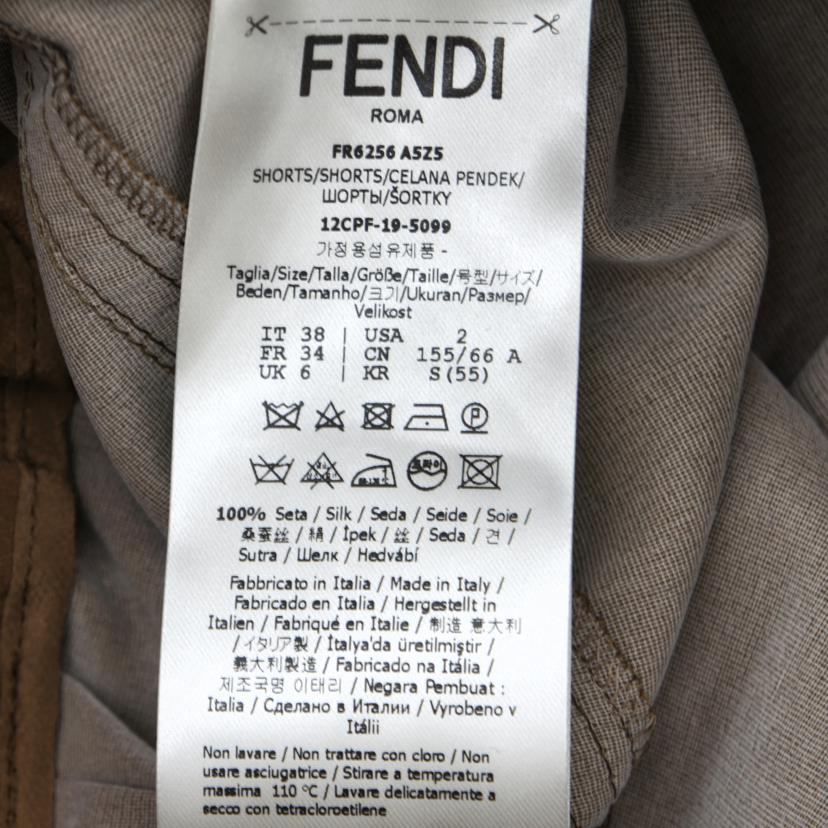 FENDI
ROMA
FR6256 A5Z5
SHORTS/SHORTS/CELANA PENDEK/
ШОРТЫ/ŠORTKY
12CPF-19-5099
가정용섬유제품 -
Taglia/Size/Talla/Größe/Taille/号型/サイズ/
Beden/Tamanho/크기/Ukuran/Размер/
Velikost
IT 38 | USA 2
FR 34 | CN 155/66 A
UK 6 | KR S(55)
100% Seta / Silk / Seda / Seide / Soie /
桑蚕丝 / 絹 / İpek / 丝 / Seda / 견 /
Sutra / Шелк / Hedvábí
Fabbricato in Italia / Made in Italy /
Fabricado en Italia / Hergestellt in
Italien / Fabriqué en Italie / 制造 意大利
/ イタリア製 / İtalya'da üretilmiştir /
義大利製造 / Fabricado na Itália /
제조국명 이태리 / Negara Pembuat :
Italia / Сделано в Италии / Vyrobeno v
Itálii
Non lavare / Non trattare con cloro / Non
usare asciugatrice / Stirare a temperatura
massima 110 °C / Lavare delicatamente a
secco con tetracloroetilene